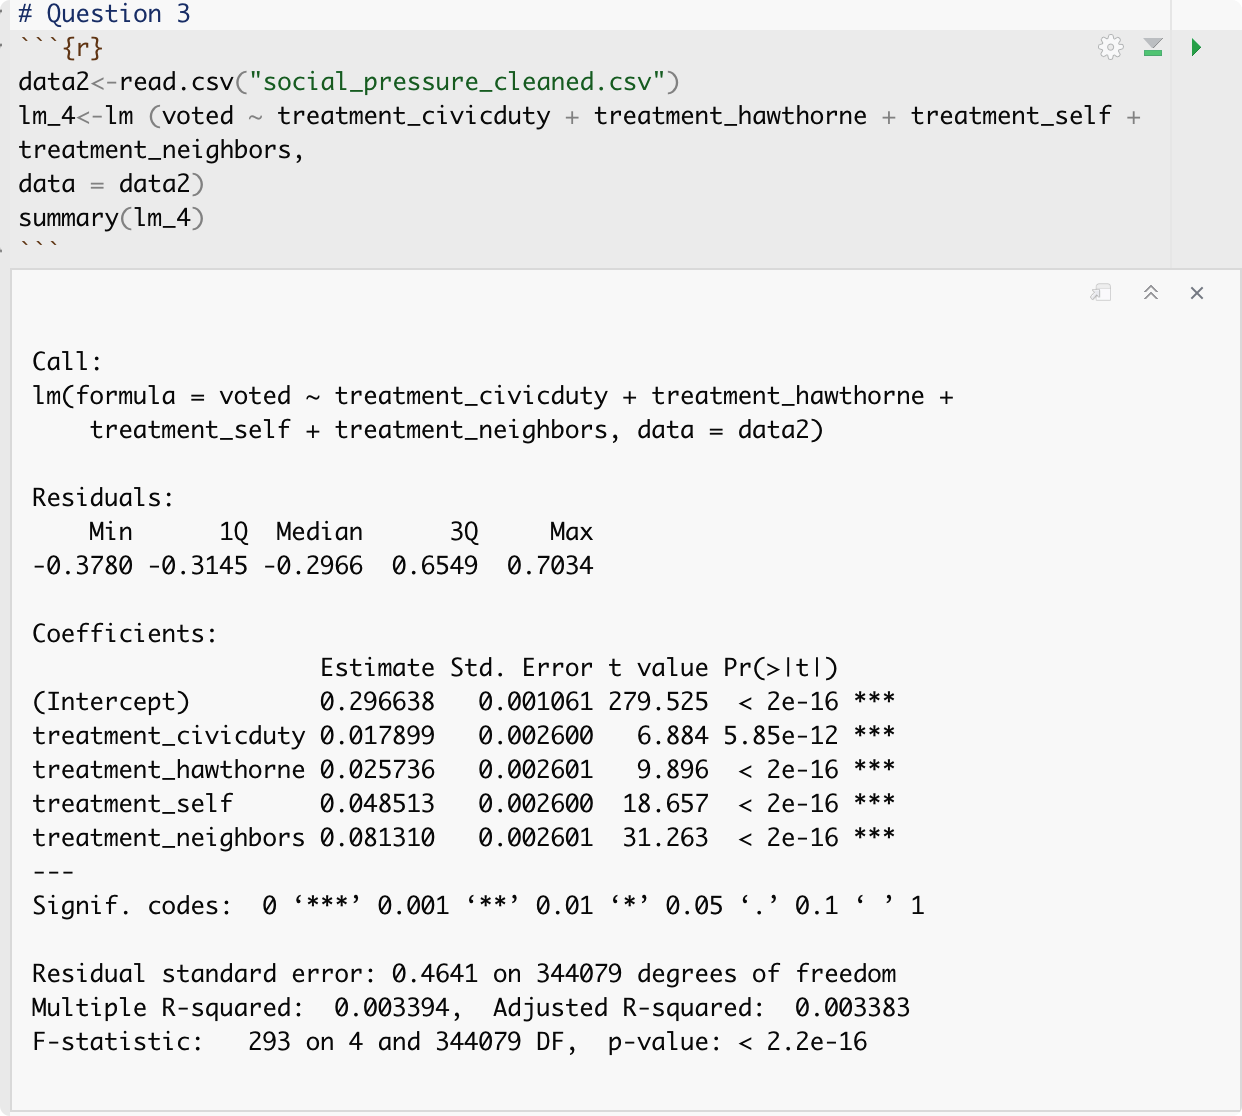 # Question 3
```{r}
data2<-read.csv("social_pressure_cleaned.csv")
lm_4<-lm (voted ~ treatment_civicduty + treatment_hawthorne + treatment_self +
treatment_neighbors,
data = data2)
summary(lm_4)
```
Call:
lm(formula = voted ~ treatment_civicduty + treatment_hawthorne +
    treatment_self + treatment_neighbors, data = data2)
Residuals:
    Min      1Q  Median      3Q     Max
-0.3780 -0.3145 -0.2966  0.6549  0.7034
Coefficients:
                    Estimate Std. Error t value Pr(>|t|)
(Intercept)         0.296638   0.001061 279.525  < 2e-16 ***
treatment_civicduty 0.017899   0.002600   6.884 5.85e-12 ***
treatment_hawthorne 0.025736   0.002601   9.896  < 2e-16 ***
treatment_self      0.048513   0.002600  18.657  < 2e-16 ***
treatment_neighbors 0.081310   0.002601  31.263  < 2e-16 ***
---
Signif. codes:  0 ‘***’ 0.001 ‘**’ 0.01 ‘*’ 0.05 ‘.’ 0.1 ‘ ’ 1
Residual standard error: 0.4641 on 344079 degrees of freedom
Multiple R-squared:  0.003394,  Adjusted R-squared:  0.003383
F-statistic:   293 on 4 and 344079 DF,  p-value: < 2.2e-16